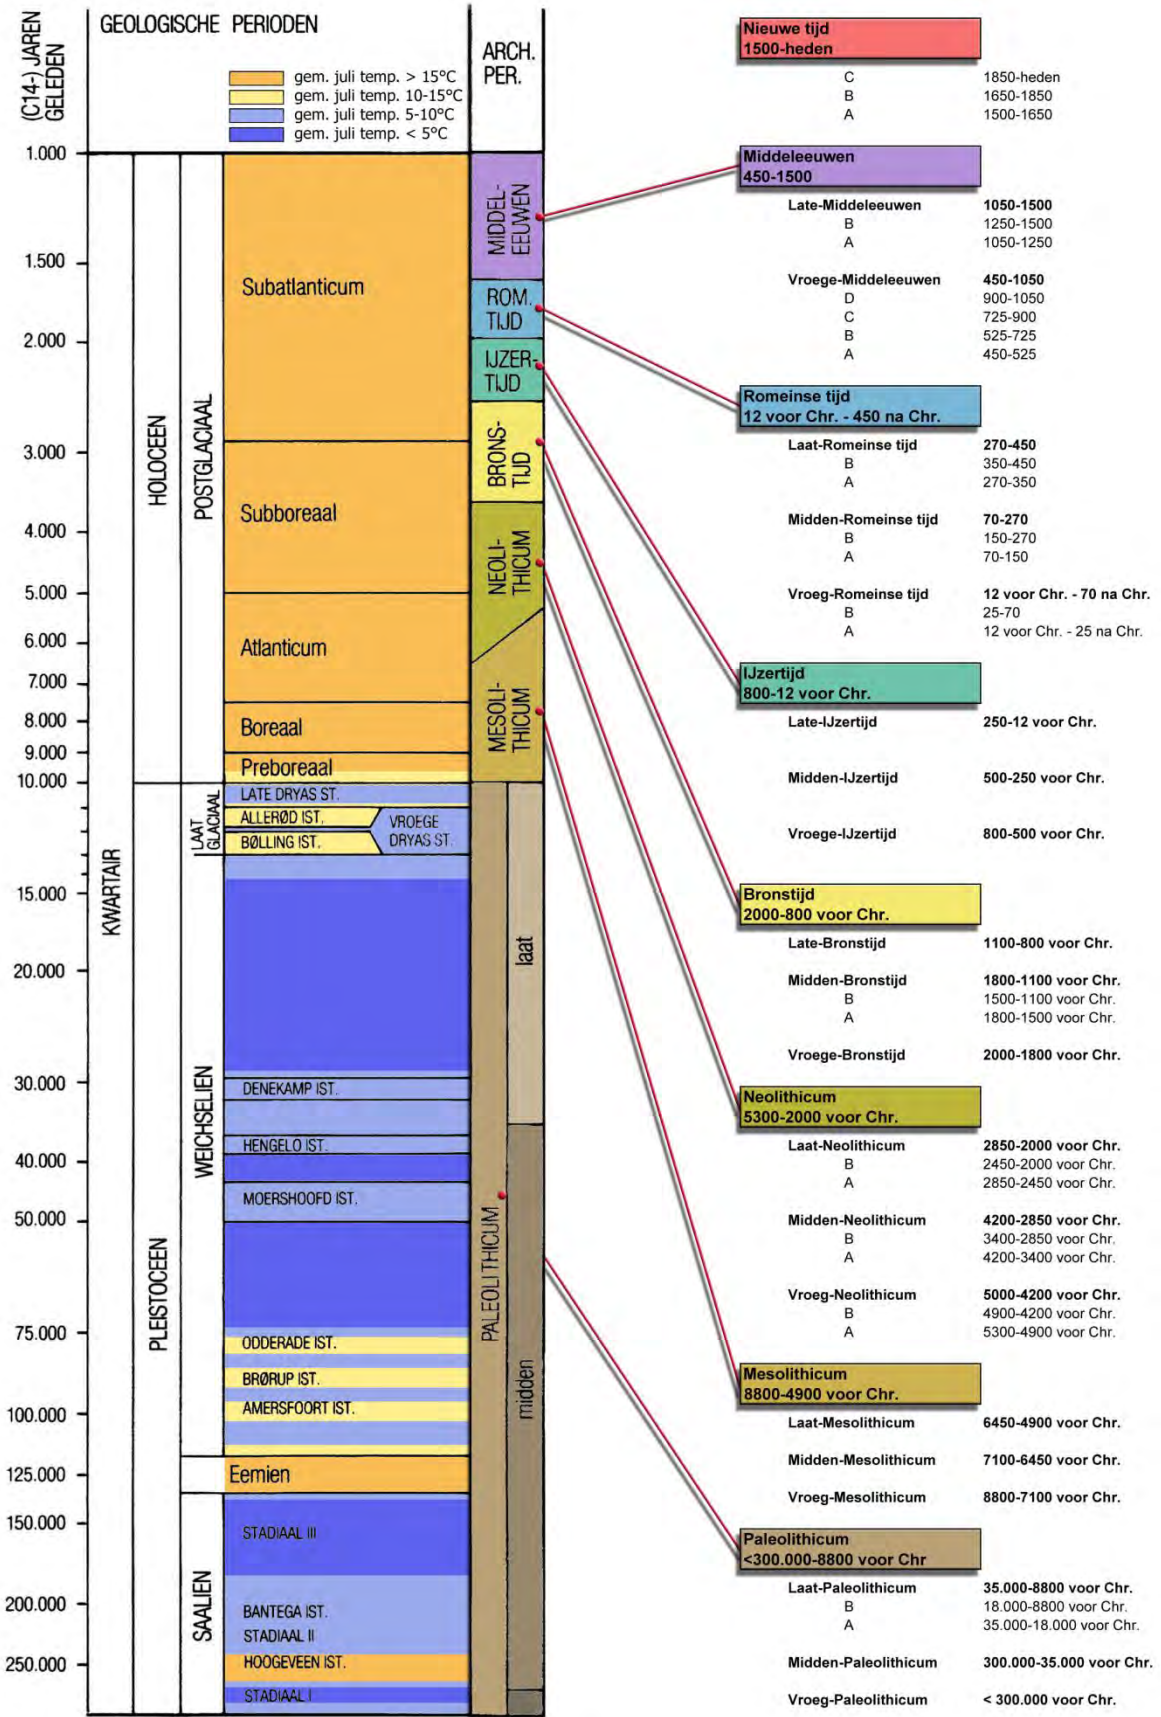 GEOLOGISCHE PERIODEN
(C14-) JAREN
GELEDEN
gem. juli temp. > 15°C
gem. juli temp. 10-15°C
gem. juli temp. 5-10°C
gem. juli temp. < 5°C
ARCH.
PER.
1.000
1.500
2.000
3.000
4.000
5.000
6.000
7.000
8.000
9.000
10.000
15.000
20.000
30.000
40.000
50.000
75.000
100.000
125.000
150.000
200.000
250.000
KWARTAIR
HOLOCEEN
PLEISTOCEEN
POSTGLACIAAL
LAAT
GLACIAAL
WEICHSELIEN
SAALIEN
Subatlanticum
Subboreaal
Atlanticum
Boreaal
Preboreaal
LATE DRYAS ST.
ALLERØD IST.
VROEGE
DRYAS ST.
BØLLING IST.
DENEKAMP IST.
HENGELO IST.
MOERSHOOFD IST.
ODDERADE IST.
BRØRUP IST.
AMERSFOORT IST.
Eemien
STADIAAL III
BANTEGA IST.
STADIAAL II
HOOGEVEEN IST.
STADIAAL I
MIDDEL-
EEUWEN
ROM.
TIJD
IJZER-
TIJD
BRONS-
TIJD
NEOLI-
THICUM
MESOLI-
THICUM
PALEOLITHICUM
laat
midden
Nieuwe tijd
1500-heden
C 1850-heden
B 1650-1850
A 1500-1650
Middeleeuwen
450-1500
Late-Middeleeuwen 1050-1500
B 1250-1500
A 1050-1250
Vroege-Middeleeuwen 450-1050
D 900-1050
C 725-900
B 525-725
A 450-525
Romeinse tijd
12 voor Chr. - 450 na Chr.
Laat-Romeinse tijd 270-450
B 350-450
A 270-350
Midden-Romeinse tijd 70-270
B 150-270
A 70-150
Vroeg-Romeinse tijd 12 voor Chr. - 70 na Chr.
B 25-70
A 12 voor Chr. - 25 na Chr.
IJzertijd
800-12 voor Chr.
Late-IJzertijd 250-12 voor Chr.
Midden-IJzertijd 500-250 voor Chr.
Vroege-IJzertijd 800-500 voor Chr.
Bronstijd
2000-800 voor Chr.
Late-Bronstijd 1100-800 voor Chr.
Midden-Bronstijd 1800-1100 voor Chr.
B 1500-1100 voor Chr.
A 1800-1500 voor Chr.
Vroege-Bronstijd 2000-1800 voor Chr.
Neolithicum
5300-2000 voor Chr.
Laat-Neolithicum 2850-2000 voor Chr.
B 2450-2000 voor Chr.
A 2850-2450 voor Chr.
Midden-Neolithicum 4200-2850 voor Chr.
B 3400-2850 voor Chr.
A 4200-3400 voor Chr.
Vroeg-Neolithicum 5000-4200 voor Chr.
B 4900-4200 voor Chr.
A 5300-4900 voor Chr.
Mesolithicum
8800-4900 voor Chr.
Laat-Mesolithicum 6450-4900 voor Chr.
Midden-Mesolithicum 7100-6450 voor Chr.
Vroeg-Mesolithicum 8800-7100 voor Chr.
Paleolithicum
<300.000-8800 voor Chr
Laat-Paleolithicum 35.000-8800 voor Chr.
B 18.000-8800 voor Chr.
A 35.000-18.000 voor Chr.
Midden-Paleolithicum 300.000-35.000 voor Chr.
Vroeg-Paleolithicum < 300.000 voor Chr.